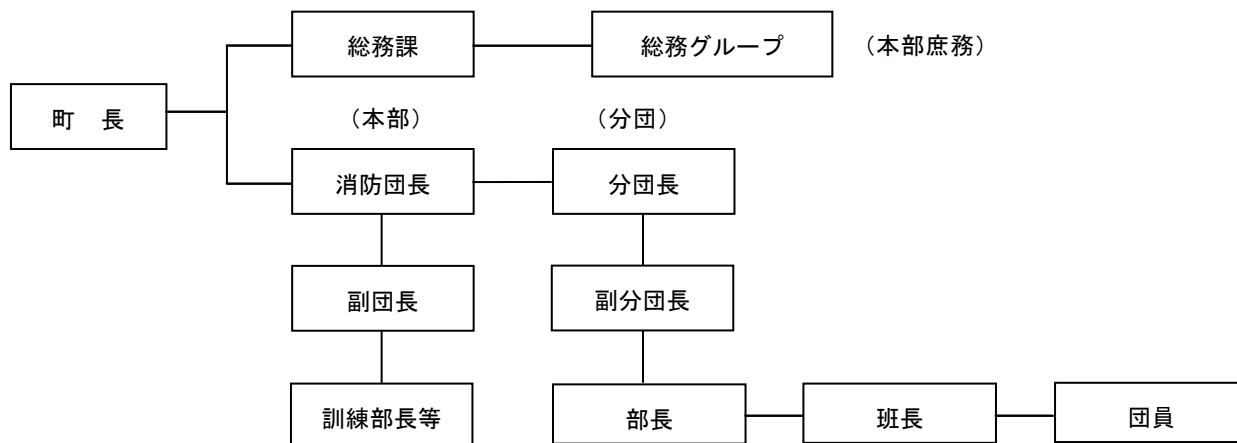 総務課
総務グループ
（本部庶務）
町　長
（本部）
（分団）
消防団長
分団長
副団長
副分団長
訓練部長等
部長
班長
団員